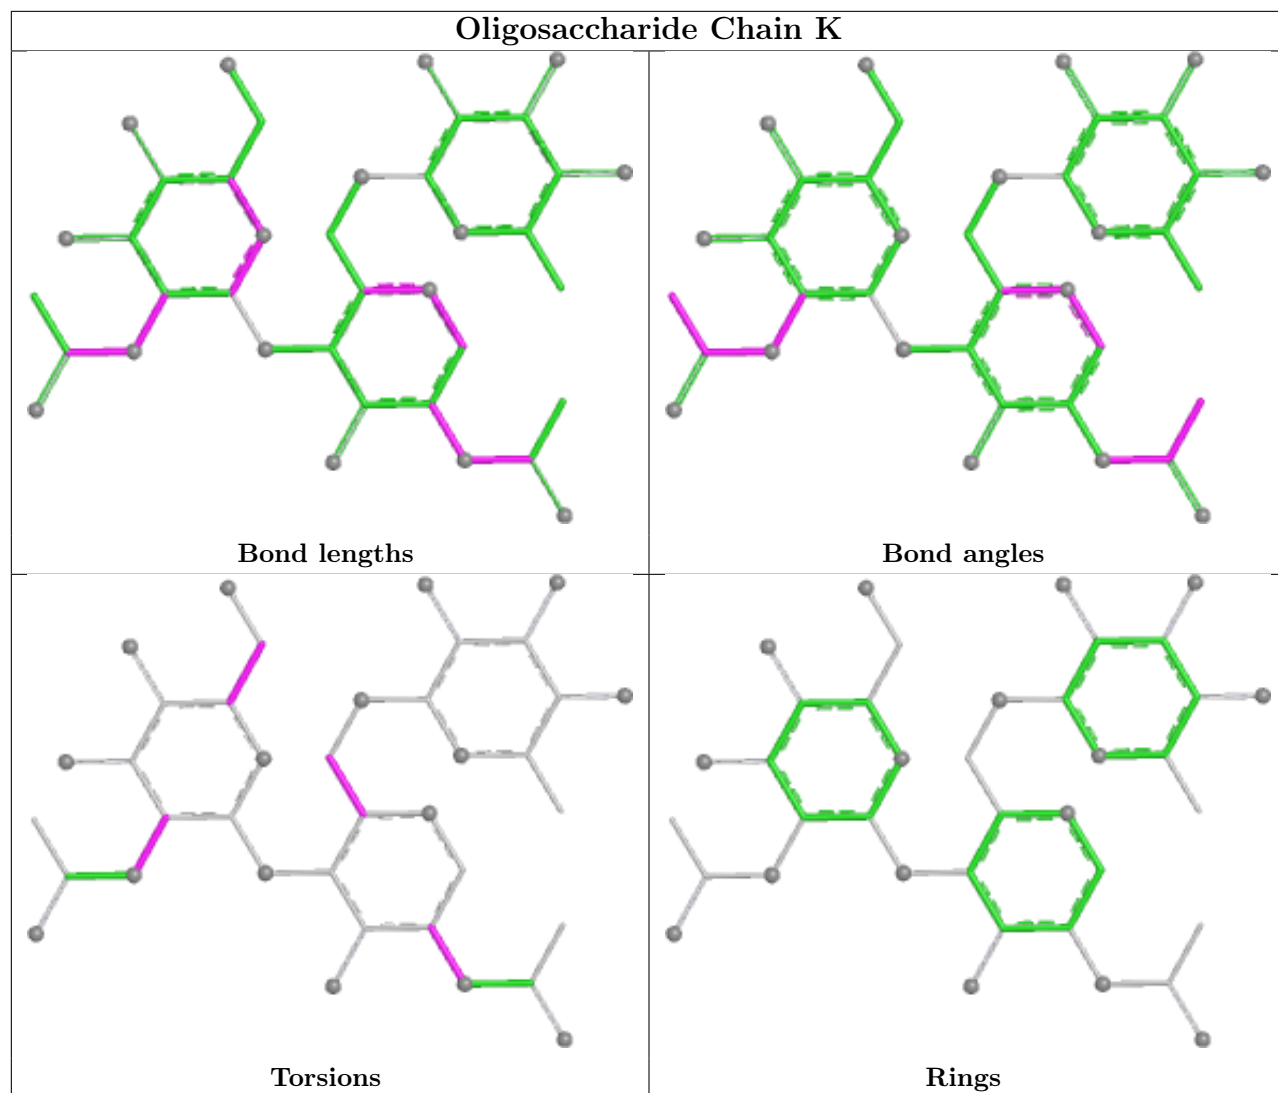 Oligosaccharide Chain K
Bond lengths
Bond angles
Torsions
Rings